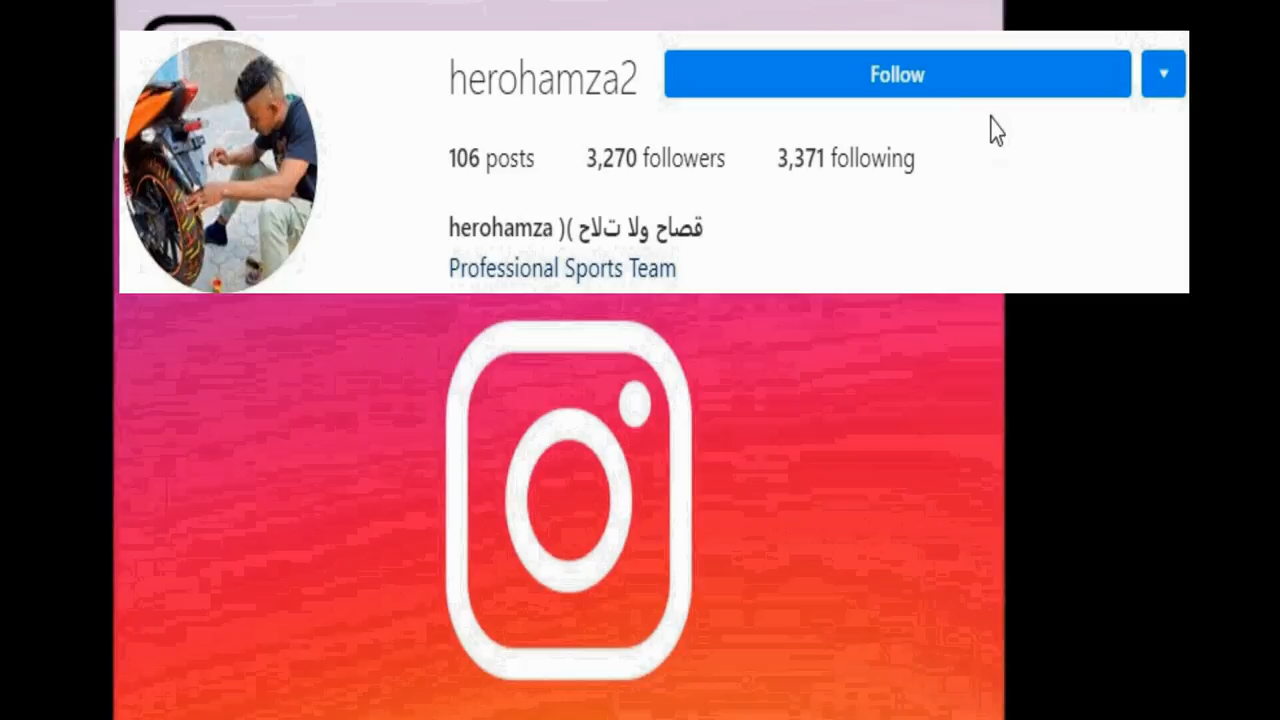 herohamza2
Follow
106 posts 3,270 followers 3,371 following
herohamza )( قصاح ولا تلاح
Professional Sports Team